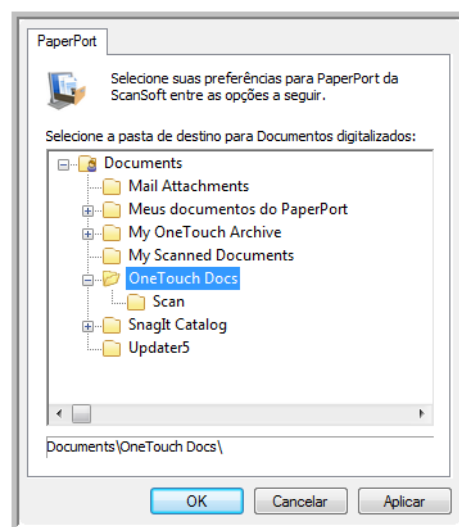 PaperPort
Selecione suas preferências para PaperPort da
ScanSoft entre as opções a seguir.
Selecione a pasta de destino para Documentos digitalizados:
Documents
Mail Attachments
Meus documentos do PaperPort
My OneTouch Archive
My Scanned Documents
OneTouch Docs
Scan
SnagIt Catalog
Updater5
Documents\OneTouch Docs\
OK Cancelar Aplicar